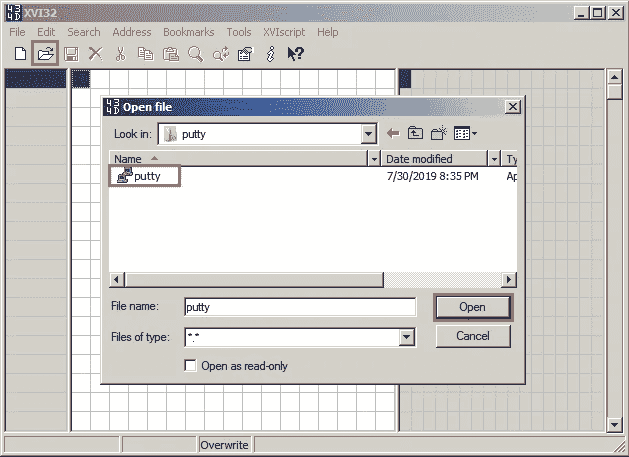 XVI32
File Edit Search Address Bookmarks Tools XVIscript Help
Open file
Look in: putty
Name Date modified Ty
putty 7/30/2019 8:35 PM Ap
File name: putty Open
Files of type: *.* Cancel
Open as read-only
Overwrite